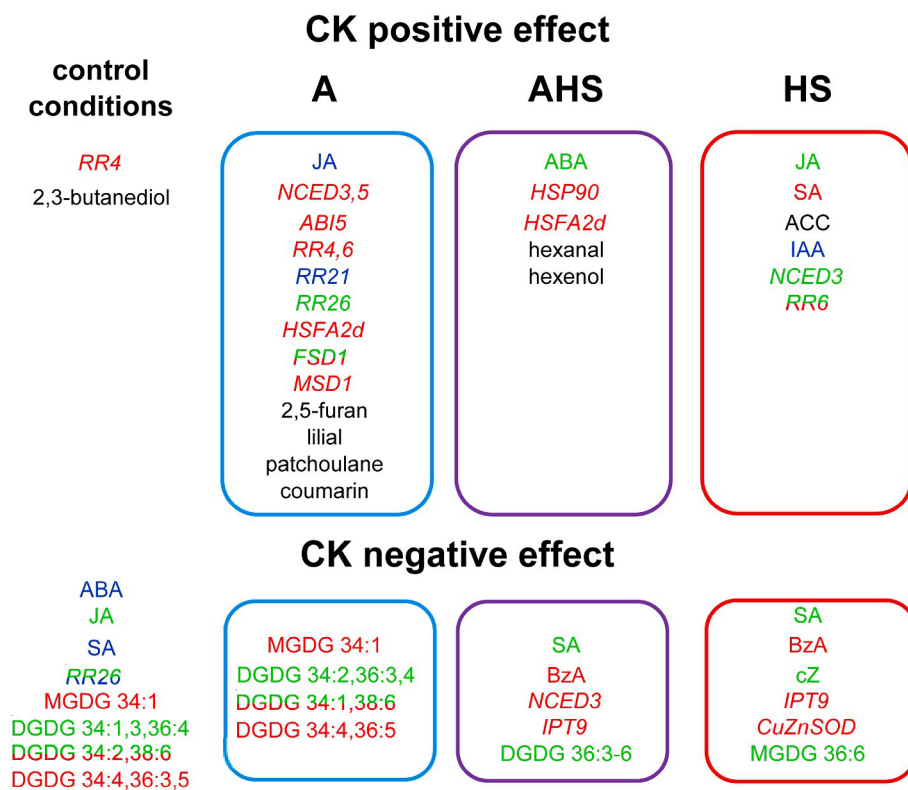 CK positive effect
control
conditions
RR4
2,3-butanediol
A
JA
NCED3,5
ABI5
RR4,6
RR21
RR26
HSFA2d
FSD1
MSD1
2,5-furan
lilial
patchoulane
coumarin
AHS
ABA
HSP90
HSFA2d
hexanal
hexenol
HS
JA
SA
ACC
IAA
NCED3
RR6
CK negative effect
ABA
JA
SA
RR26
MGDG 34:1
DGDG 34:1,3,36:4
DGDG 34:2,38:6
DGDG 34:4,36:3,5
MGDG 34:1
DGDG 34:2,36:3,4
DGDG 34:1,38:6
DGDG 34:4,36:5
SA
BzA
NCED3
IPT9
DGDG 36:3-6
SA
BzA
cZ
IPT9
CuZnSOD
MGDG 36:6